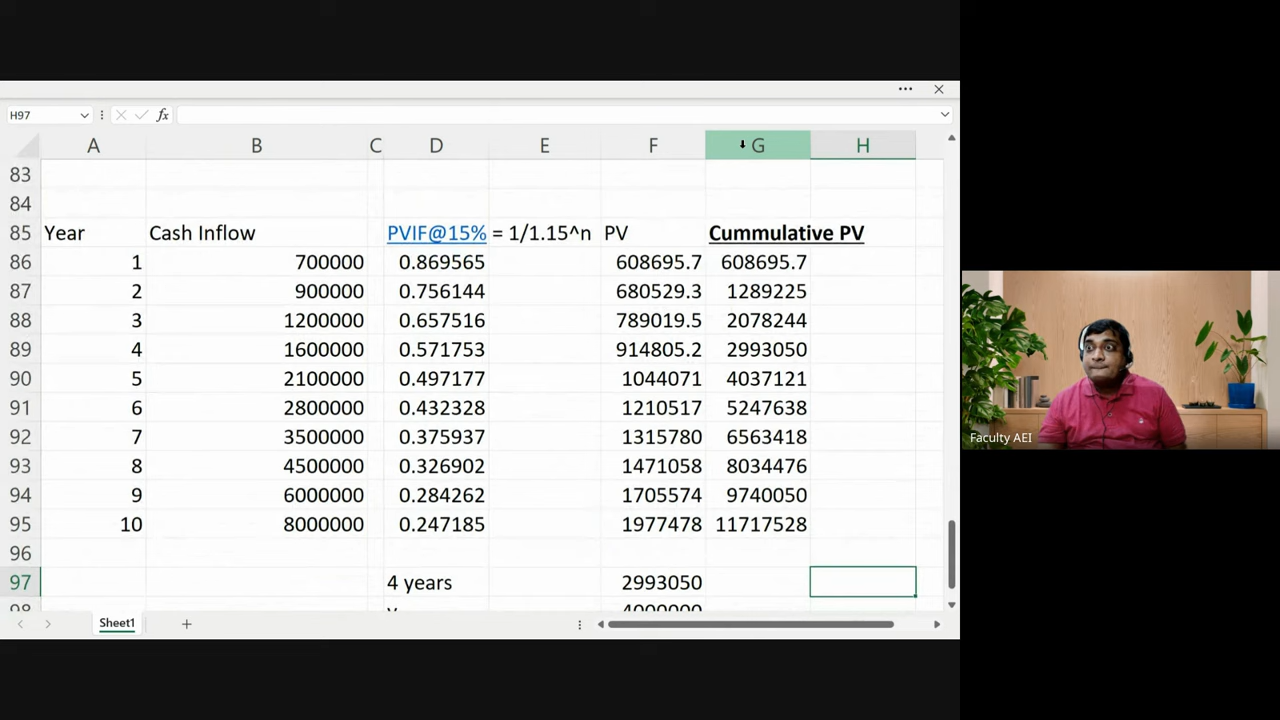 H97 fx
A B C D E F G H
83
84
85 Year Cash Inflow PVIF@15% = 1/1.15^n PV Cummulative PV
86 1 700000 0.869565 608695.7 608695.7
87 2 900000 0.756144 680529.3 1289225
88 3 1200000 0.657516 789019.5 2078244
89 4 1600000 0.571753 914805.2 2993050
90 5 2100000 0.497177 1044071 4037121
91 6 2800000 0.432328 1210517 5247638
92 7 3500000 0.375937 1315780 6563418
93 8 4500000 0.326902 1471058 8034476
94 9 6000000 0.284262 1705574 9740050
95 10 8000000 0.247185 1977478 11717528
96
97 4 years 2993050
98 4000000
Sheet1
Faculty AEI